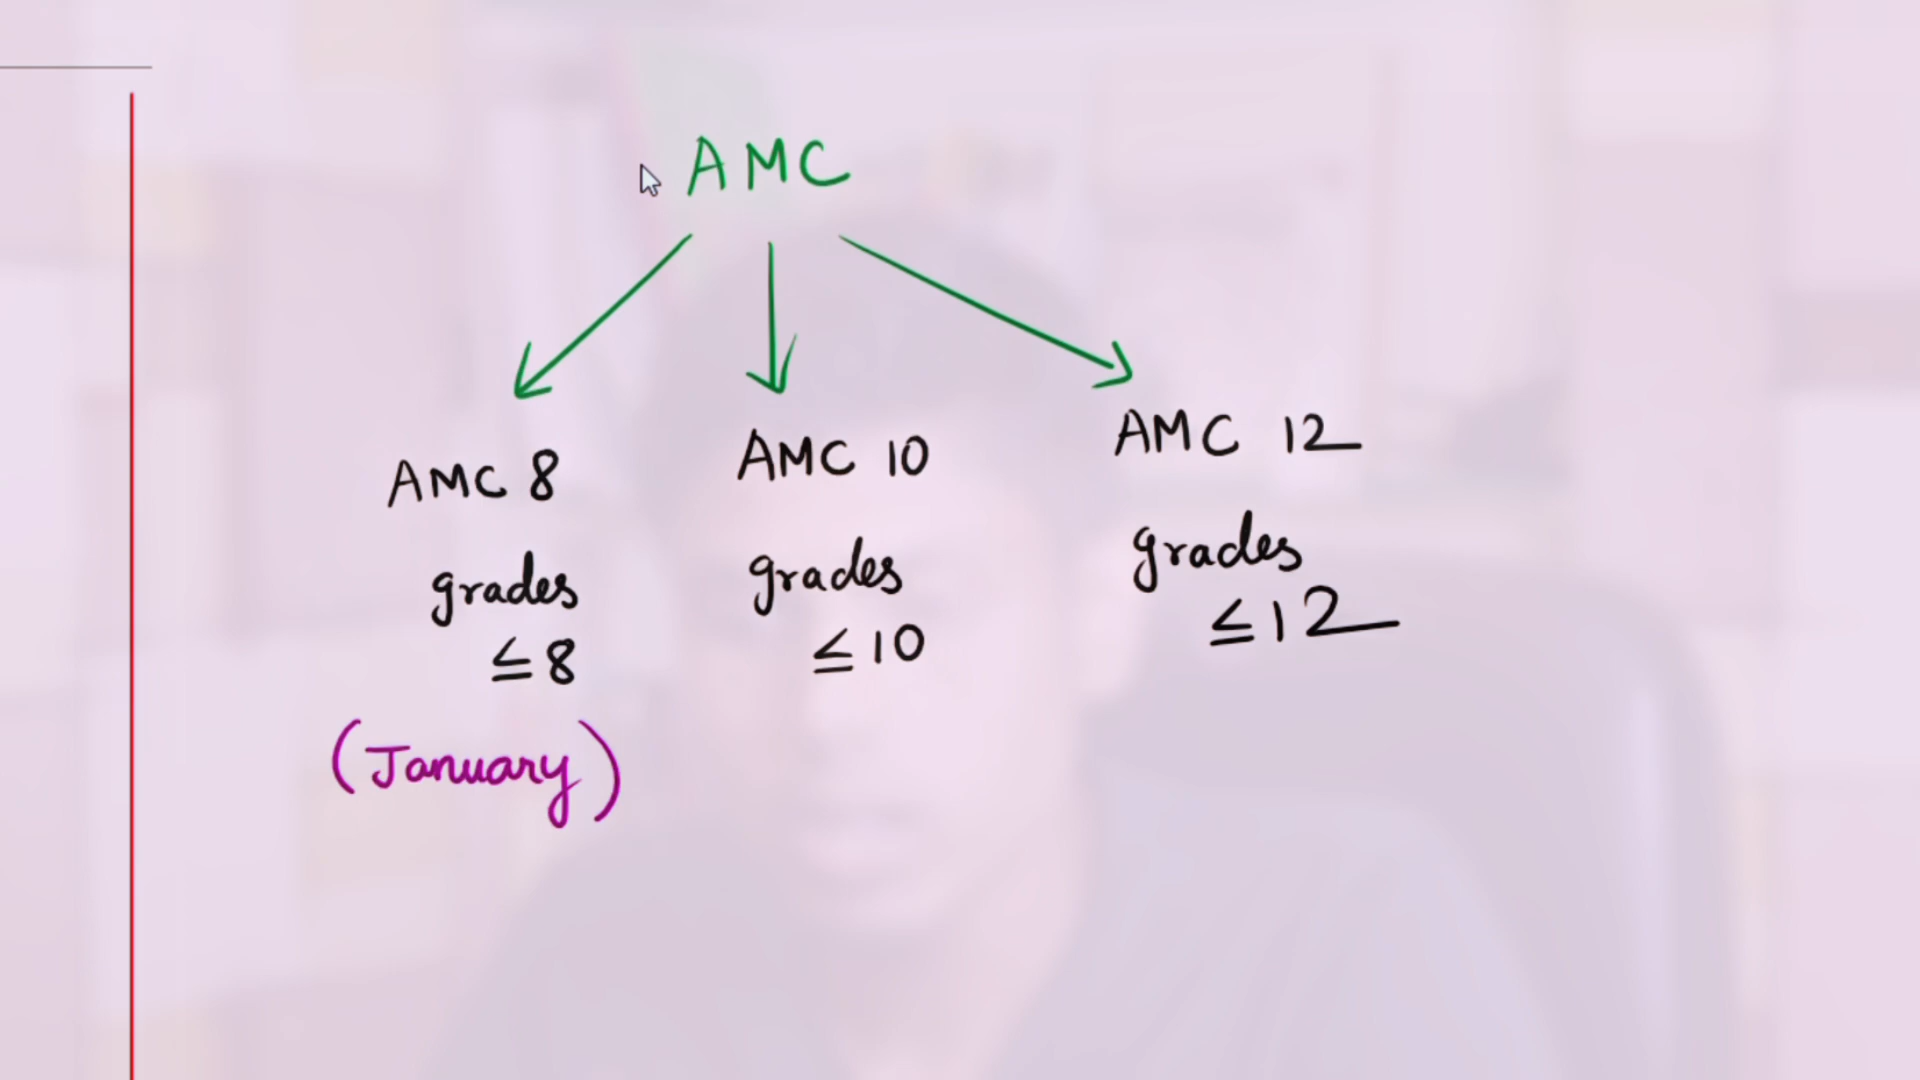 AMC
AMC 8
grades
≤8
(January)
AMC 10
grades
≤10
AMC 12
grades
≤12